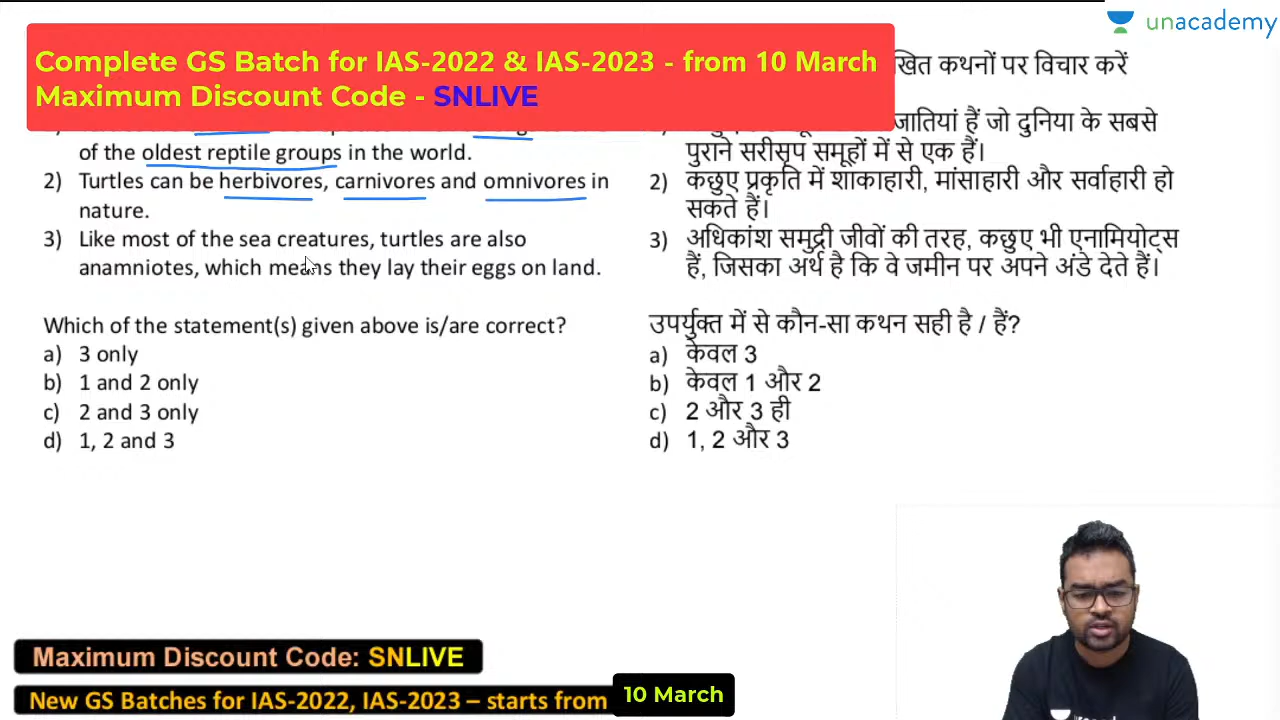 unacademy
Complete GS Batch for IAS-2022 & IAS-2023 - from 10 March
Maximum Discount Code - SNLIVE
of the oldest reptile groups in the world.
2) Turtles can be herbivores, carnivores and omnivores in
nature.
3) Like most of the sea creatures, turtles are also
anamniotes, which means they lay their eggs on land.
Which of the statement(s) given above is/are correct?
a) 3 only
b) 1 and 2 only
c) 2 and 3 only
d) 1, 2 and 3
कथनों पर विचार करें
जातियां हैं जो दुनिया के सबसे
पुराने सरीसृप समूहों में से एक हैं।
2) कछुए प्रकृति में शाकाहारी, मांसाहारी और सर्वाहारी हो
सकते हैं।
3) अधिकांश समुद्री जीवों की तरह, कछुए भी एनामियोट्स
हैं, जिसका अर्थ है कि वे जमीन पर अपने अंडे देते हैं।
उपर्युक्त में से कौन-सा कथन सही है / हैं?
a) केवल 3
b) केवल 1 और 2
c) 2 और 3 ही
d) 1, 2 और 3
Maximum Discount Code: SNLIVE
New GS Batches for IAS-2022, IAS-2023 – starts from 10 March